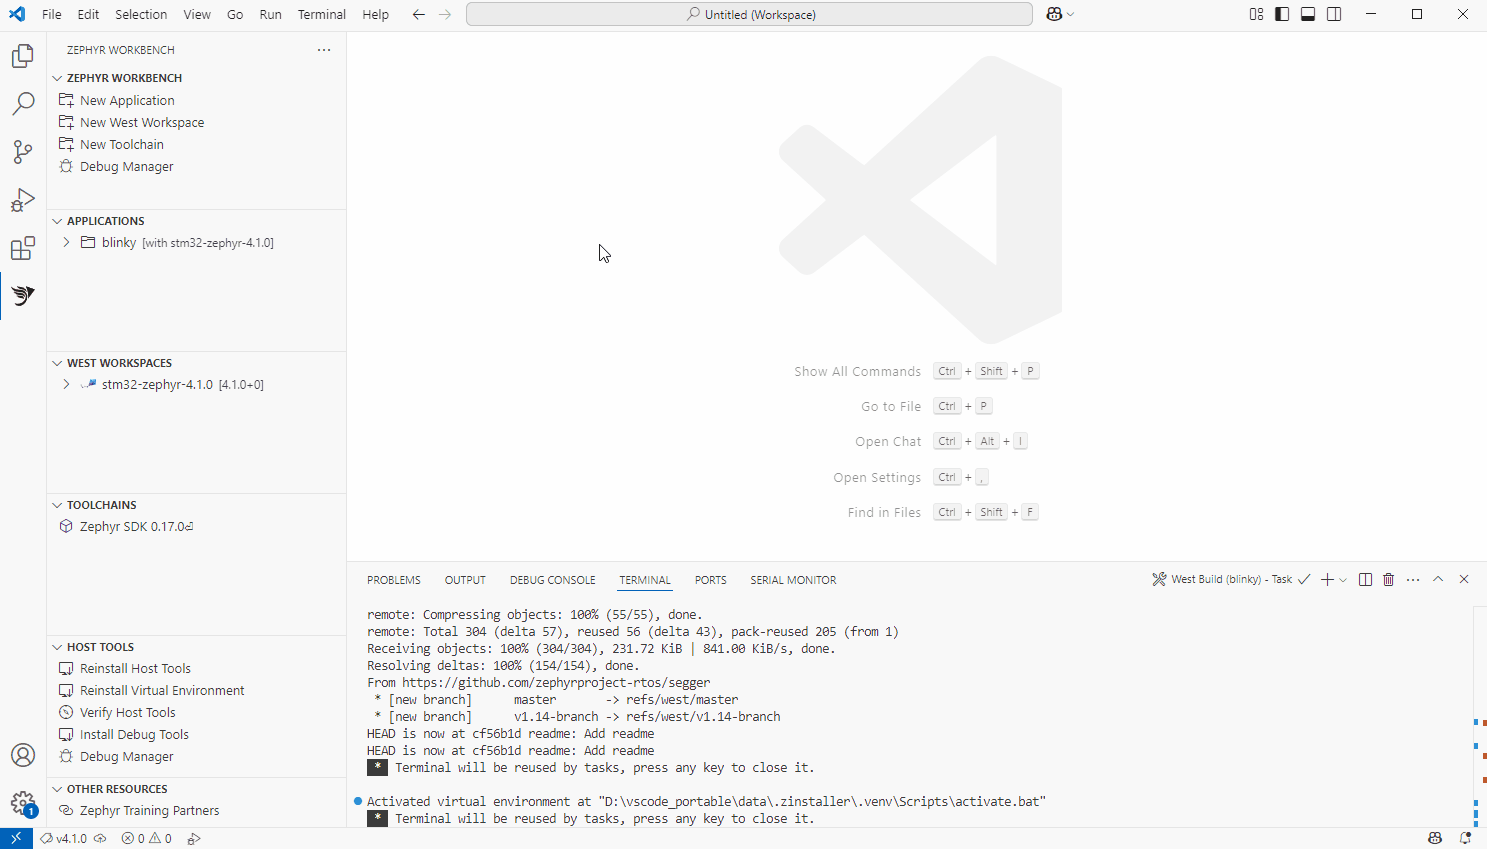 File Edit Selection View Go Run Terminal Help
Untitled (Workspace)
ZEPHYR WORKBENCH
ZEPHYR WORKBENCH
New Application
New West Workspace
New Toolchain
Debug Manager
APPLICATIONS
blinky [with stm32-zephyr-4.1.0]
WEST WORKSPACES
stm32-zephyr-4.1.0 [4.1.0+0]
TOOLCHAINS
Zephyr SDK 0.17.0
HOST TOOLS
Reinstall Host Tools
Reinstall Virtual Environment
Verify Host Tools
Install Debug Tools
Debug Manager
OTHER RESOURCES
Zephyr Training Partners
Show All Commands Ctrl + Shift + P
Go to File Ctrl + P
Open Chat Ctrl + Alt + I
Open Settings Ctrl + ,
Find in Files Ctrl + Shift + F
PROBLEMS OUTPUT DEBUG CONSOLE TERMINAL PORTS SERIAL MONITOR
West Build (blinky) - Task
remote: Compressing objects: 100% (55/55), done.
remote: Total 304 (delta 57), reused 56 (delta 43), pack-reused 205 (from 1)
Receiving objects: 100% (304/304), 231.72 KiB | 841.00 KiB/s, done.
Resolving deltas: 100% (154/154), done.
From https://github.com/zephyrproject-rtos/segger
* [new branch] master -> refs/west/master
* [new branch] v1.14-branch -> refs/west/v1.14-branch
HEAD is now at cf56b1d readme: Add readme
HEAD is now at cf56b1d readme: Add readme
* Terminal will be reused by tasks, press any key to close it.
Activated virtual environment at "D:\vscode_portable\data\.zinstaller\.venv\Scripts\activate.bat"
* Terminal will be reused by tasks, press any key to close it.
1
v4.1.0 0 0